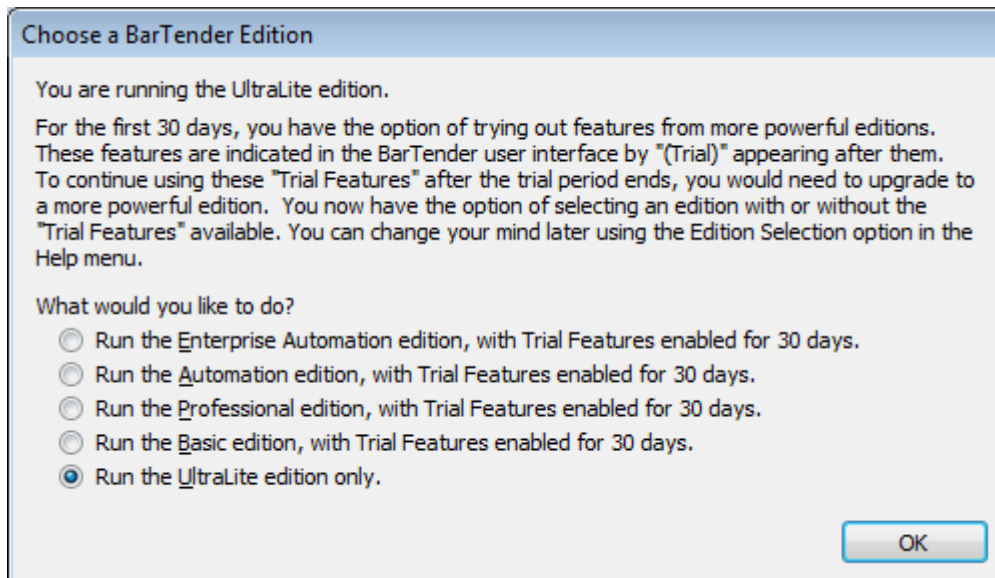 Choose a BarTender Edition
You are running the UltraLite edition.
For the first 30 days, you have the option of trying out features from more powerful editions.
These features are indicated in the BarTender user interface by "(Trial)" appearing after them.
To continue using these "Trial Features" after the trial period ends, you would need to upgrade to
a more powerful edition.  You now have the option of selecting an edition with or without the
"Trial Features" available. You can change your mind later using the Edition Selection option in the
Help menu.
What would you like to do?
Run the Enterprise Automation edition, with Trial Features enabled for 30 days.
Run the Automation edition, with Trial Features enabled for 30 days.
Run the Professional edition, with Trial Features enabled for 30 days.
Run the Basic edition, with Trial Features enabled for 30 days.
Run the UltraLite edition only.
OK